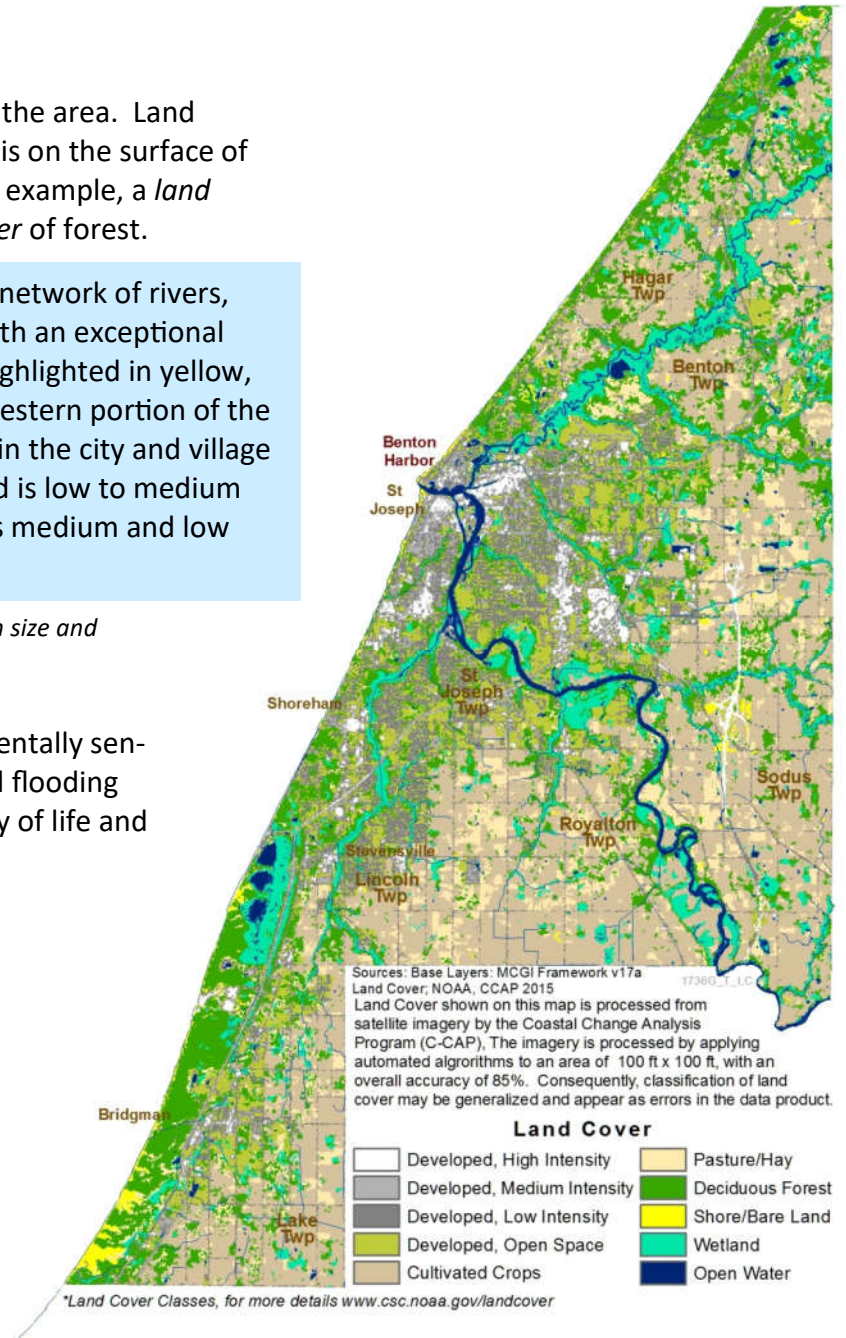 the area. Land
is on the surface of
example, a land
er of forest.
network of rivers,
th an exceptional
ghlighted in yellow,
estern portion of the
in the city and village
d is low to medium
s medium and low
n size and
entally sen-
d flooding
y of life and
Hagar
Twp
Benton
Twp
Benton
Harbor
St
Joseph
St
Joseph
Twp
Shoreham
Sodus
Twp
Royalton
Twp
Stevensville
Lincoln
Twp
Bridgman
Lake
Twp
Sources: Base Layers: MCGI Framework v17a
1736G_T_LC
Land Cover; NOAA, CCAP 2015
Land Cover shown on this map is processed from
satellite imagery by the Coastal Change Analysis
Program (C-CAP), The imagery is processed by applying
automated algorithms to an area of 100 ft x 100 ft, with an
overall accuracy of 85%. Consequently, classification of land
cover may be generalized and appear as errors in the data product.
Land Cover
Developed, High Intensity
Developed, Medium Intensity
Developed, Low Intensity
Developed, Open Space
Cultivated Crops
Pasture/Hay
Deciduous Forest
Shore/Bare Land
Wetland
Open Water
*Land Cover Classes, for more details www.csc.noaa.gov/landcover